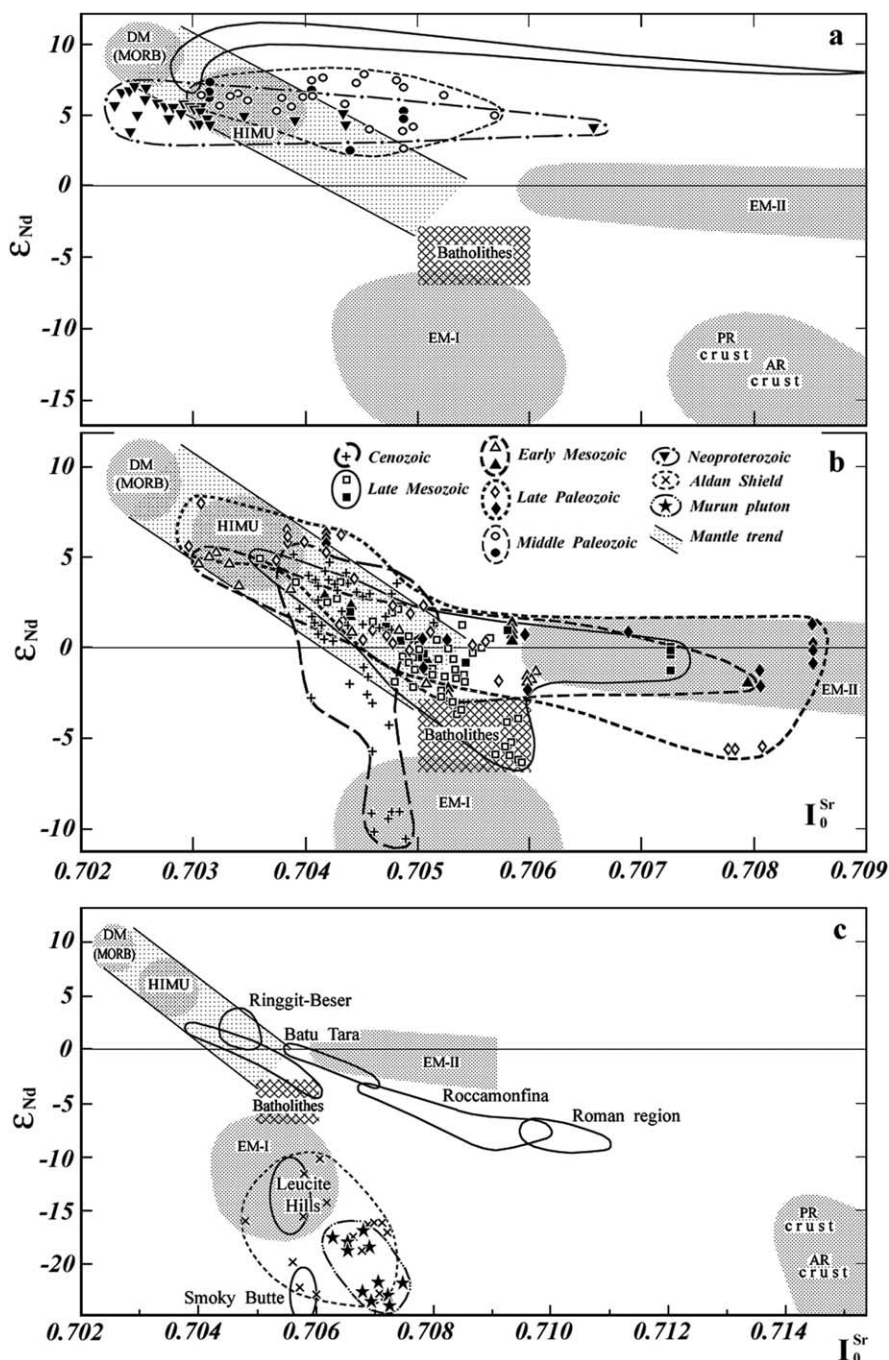 a
10
5
0
-5
-10
-15
εNd
DM
(MORB)
HIMU
EM-II
Batholithes
EM-I
PR
crust
AR
crust
b
10
5
0
-5
-10
εNd
DM
(MORB)
HIMU
Cenozoic
Late Mesozoic
Early Mesozoic
Late Paleozoic
Middle Paleozoic
Neoproterozoic
Aldan Shield
Murun pluton
Mantle trend
EM-II
Batholithes
EM-I
I₀Sr
0.702 0.703 0.704 0.705 0.706 0.707 0.708 0.709
c
10
5
0
-5
-10
-15
-20
εNd
DM
(MORB)
HIMU
Ringgit-Beser
Batu Tara
EM-II
Batholithes
Roccamonfina
Roman region
EM-I
Leucite
Hills
Smoky Butte
PR
crust
AR
crust
0.702 0.704 0.706 0.708 0.710 0.712 0.714
I₀Sr